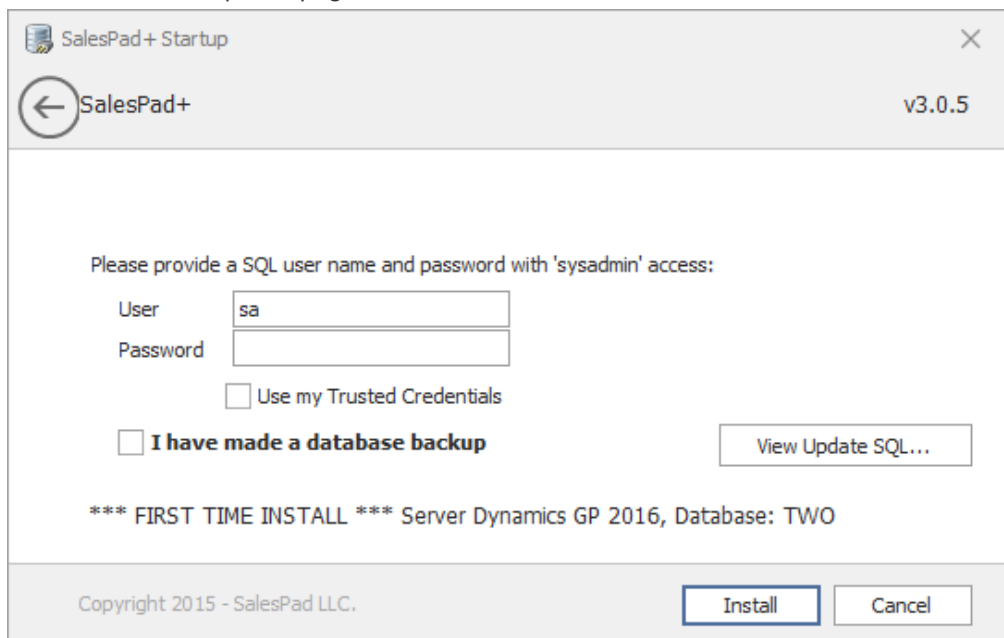 SalesPad+ Startup
SalesPad+ v3.0.5
Please provide a SQL user name and password with 'sysadmin' access:
User sa
Password
Use my Trusted Credentials
I have made a database backup View Update SQL...
*** FIRST TIME INSTALL *** Server Dynamics GP 2016, Database: TWO
Copyright 2015 - SalesPad LLC. Install Cancel